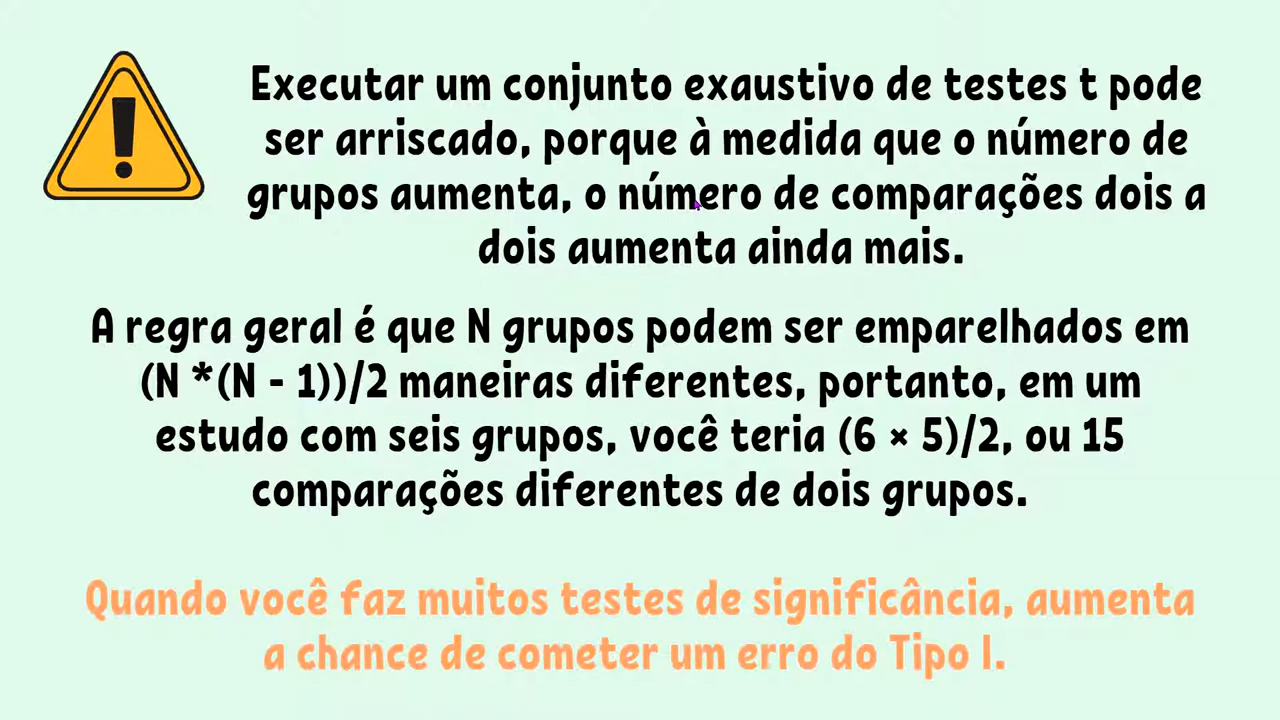 Executar um conjunto exaustivo de testes t pode
ser arriscado, porque à medida que o número de
grupos aumenta, o número de comparações dois a
dois aumenta ainda mais.
A regra geral é que N grupos podem ser emparelhados em
(N *(N - 1))/2 maneiras diferentes, portanto, em um
estudo com seis grupos, você teria (6 × 5)/2, ou 15
comparações diferentes de dois grupos.
Quando você faz muitos testes de significância, aumenta
a chance de cometer um erro do Tipo I.